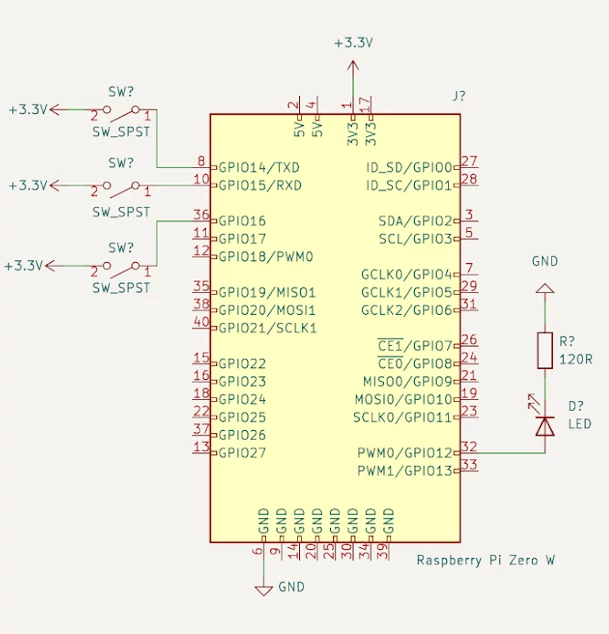 +3.3V
J?
SW?
+3.3V
2
1
SW_SPST
SW?
+3.3V
2
1
SW_SPST
SW?
+3.3V
2
1
SW_SPST
2
4
1
17
5V
5V
3V3
3V3
8
GPIO14/TXD
10
GPIO15/RXD
36
GPIO16
11
GPIO17
12
GPIO18/PWM0
35
GPIO19/MISO1
38
GPIO20/MOSI1
40
GPIO21/SCLK1
15
GPIO22
16
GPIO23
18
GPIO24
22
GPIO25
37
GPIO26
13
GPIO27
ID_SD/GPIO0
27
ID_SC/GPIO1
28
SDA/GPIO2
3
SCL/GPIO3
5
GCLK0/GPIO4
7
GCLK1/GPIO5
29
GCLK2/GPIO6
31
CE1/GPIO7
26
CE0/GPIO8
24
MISO0/GPIO9
21
MOSI0/GPIO10
19
SCLK0/GPIO11
23
PWM0/GPIO12
32
PWM1/GPIO13
33
GND
R?
120R
D?
LED
GND
GND
GND
GND
GND
GND
GND
GND
6
9
14
20
25
30
34
39
GND
Raspberry Pi Zero W